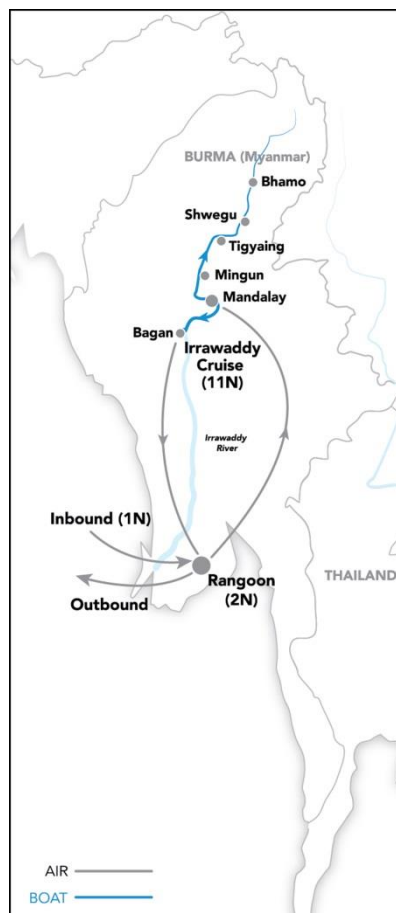 BURMA (Myanmar)
Bhamo
Shwegu
Tigyaing
Mingun
Mandalay
Bagan
Irrawaddy
Cruise
(11N)
Irrawaddy
River
Inbound (1N)
Rangoon
(2N)
THAILAND
Outbound
AIR
BOAT